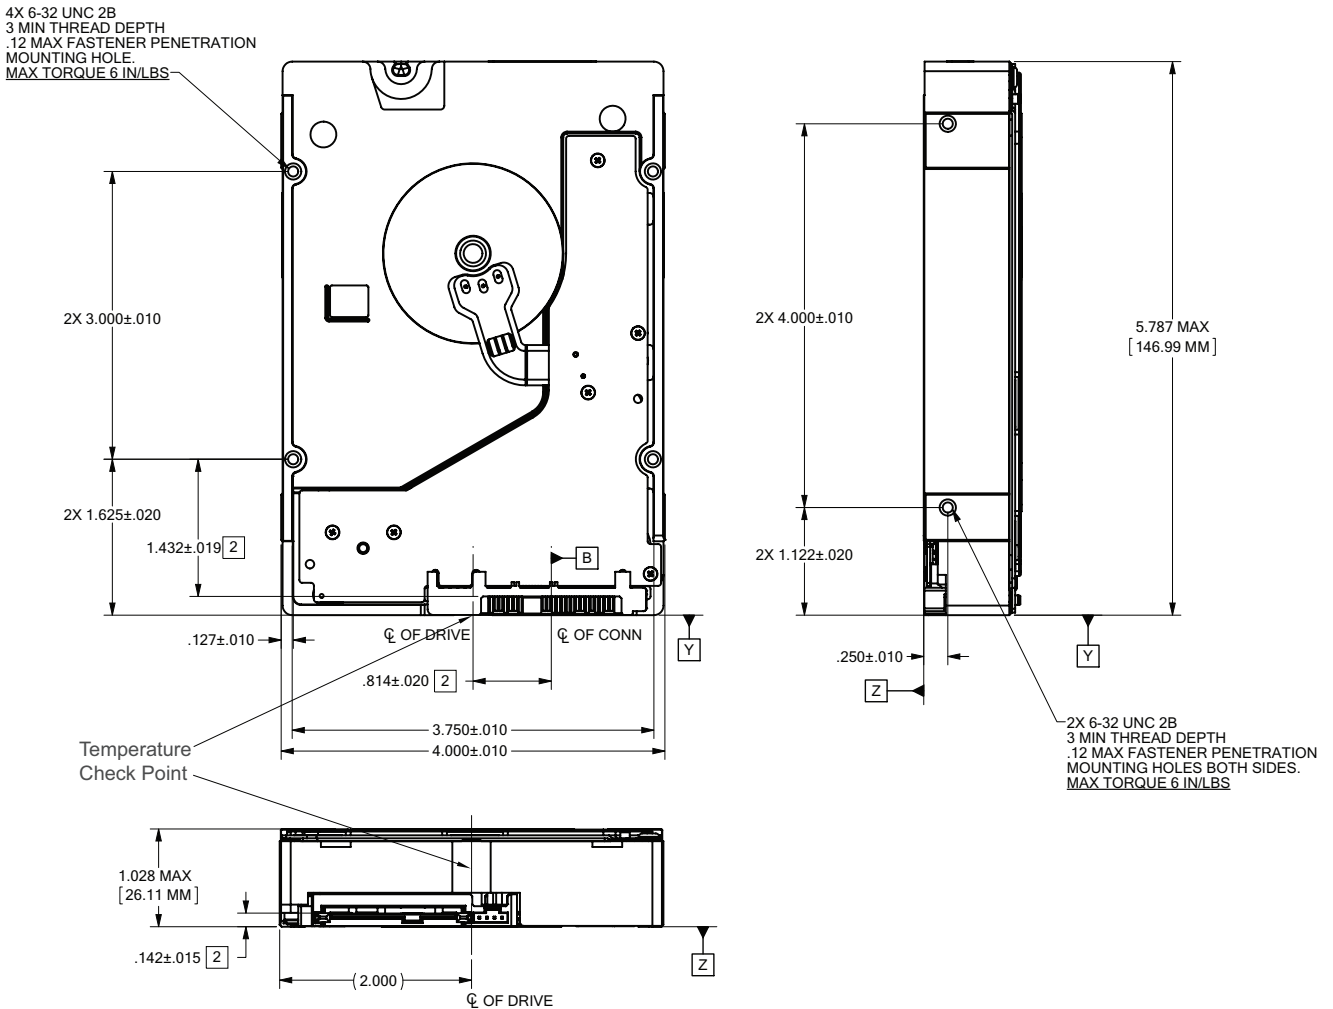 4X 6-32 UNC 2B
3 MIN THREAD DEPTH
.12 MAX FASTENER PENETRATION
MOUNTING HOLE.
MAX TORQUE 6 IN/LBS
2X 3.000±.010
2X 1.625±.020
1.432±.019 2
B
.127±.010
℄ OF DRIVE
℄ OF CONN
Y
.814±.020 2
3.750±.010
4.000±.010
Temperature
Check Point
2X 4.000±.010
5.787 MAX
[146.99 MM]
2X 1.122±.020
.250±.010
Y
Z
2X 6-32 UNC 2B
3 MIN THREAD DEPTH
.12 MAX FASTENER PENETRATION
MOUNTING HOLES BOTH SIDES.
MAX TORQUE 6 IN/LBS
1.028 MAX
[26.11 MM]
.142±.015 2
(2.000)
Z
℄ OF DRIVE